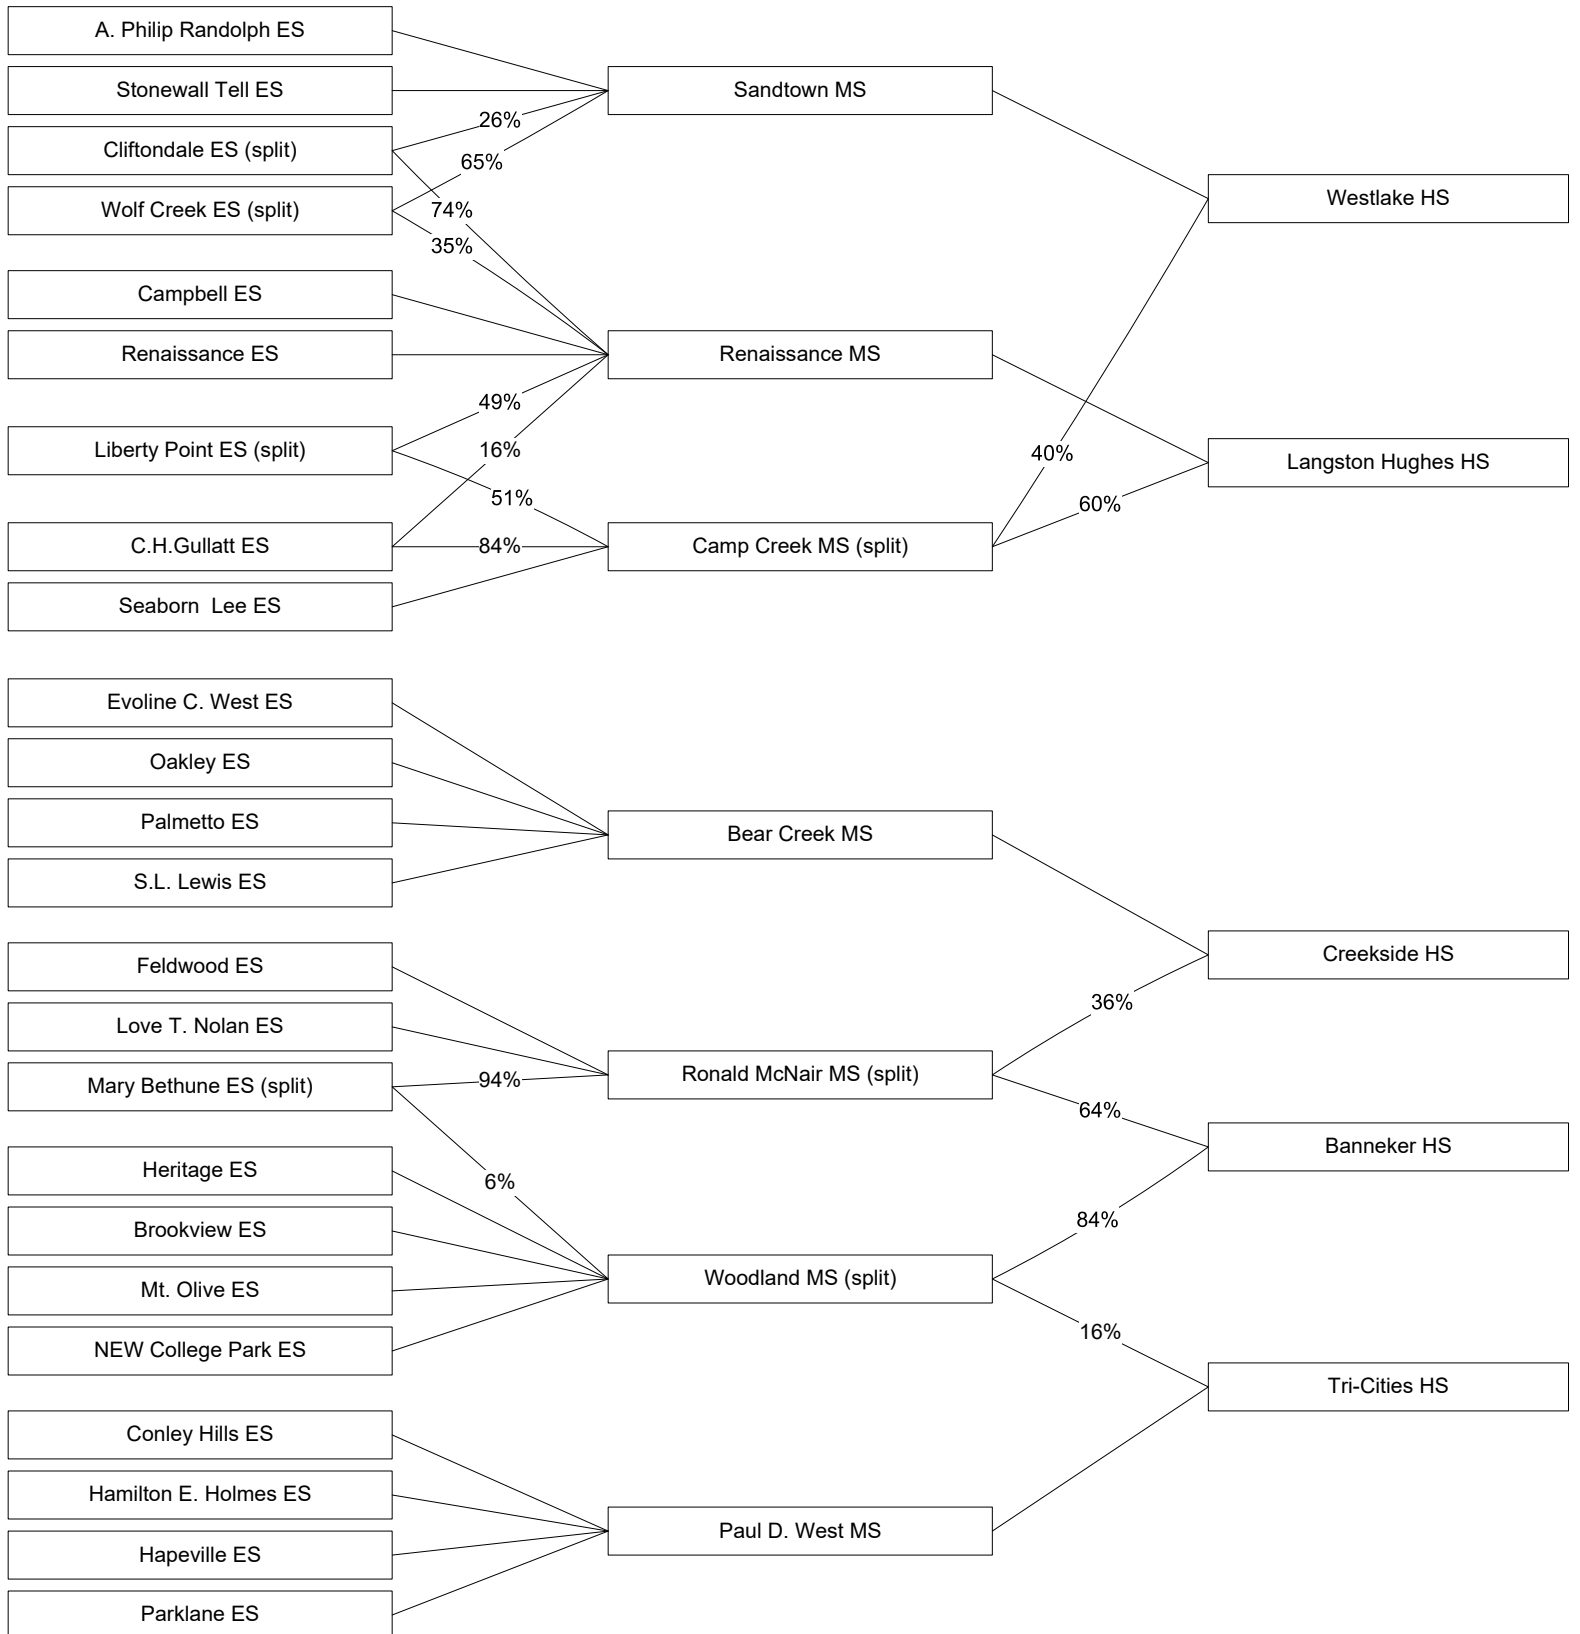 A. Philip Randolph ES
Stonewall Tell ES
Sandtown MS
26%
Cliftondale ES (split)
65%
Westlake HS
Wolf Creek ES (split)
74%
35%
Campbell ES
Renaissance ES
Renaissance MS
49%
Liberty Point ES (split)
16%
40%
Langston Hughes HS
51%
60%
C.H.Gullatt ES
84%
Camp Creek MS (split)
Seaborn  Lee ES
Evoline C. West ES
Oakley ES
Palmetto ES
Bear Creek MS
S.L. Lewis ES
Feldwood ES
Creekside HS
36%
Love T. Nolan ES
Ronald McNair MS (split)
Mary Bethune ES (split)
94%
64%
Banneker HS
Heritage ES
6%
Brookview ES
84%
Mt. Olive ES
Woodland MS (split)
16%
NEW College Park ES
Tri-Cities HS
Conley Hills ES
Hamilton E. Holmes ES
Paul D. West MS
Hapeville ES
Parklane ES